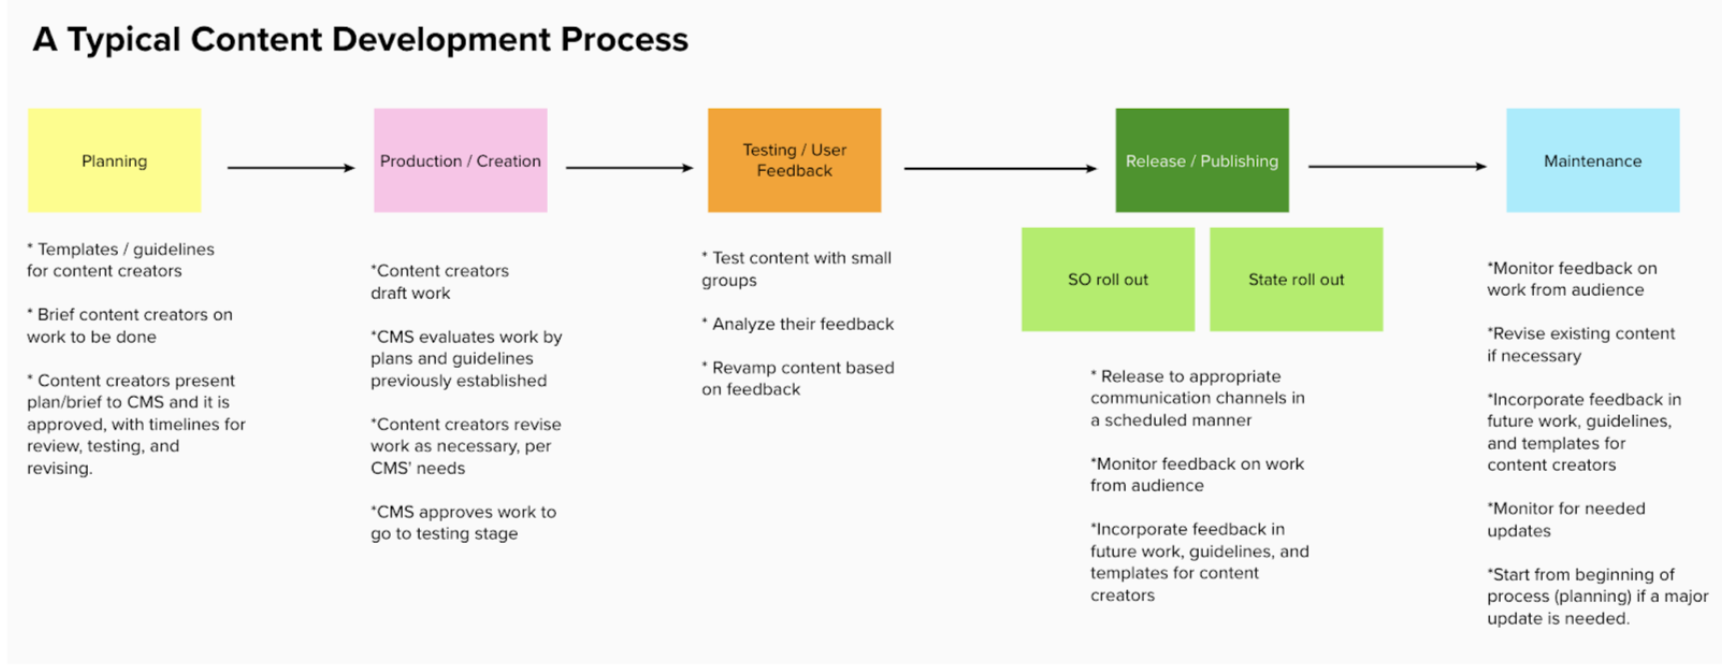 A Typical Content Development Process
Planning
Production / Creation
Testing / User
Feedback
Release / Publishing
Maintenance
SO roll out
State roll out
* Templates / guidelines
for content creators
* Brief content creators on
work to be done
* Content creators present
plan/brief to CMS and it is
approved, with timelines for
review, testing, and
revising.
*Content creators
draft work
*CMS evaluates work by
plans and guidelines
previously established
*Content creators revise
work as necessary, per
CMS' needs
*CMS approves work to
go to testing stage
* Test content with small
groups
* Analyze their feedback
* Revamp content based
on feedback
* Release to appropriate
communication channels in
a scheduled manner
*Monitor feedback on work
from audience
*Incorporate feedback in
future work, guidelines, and
templates for content
creators
*Monitor feedback on
work from audience
*Revise existing content
if necessary
*Incorporate feedback in
future work, guidelines,
and templates for
content creators
*Monitor for needed
updates
*Start from beginning of
process (planning) if a major
update is needed.